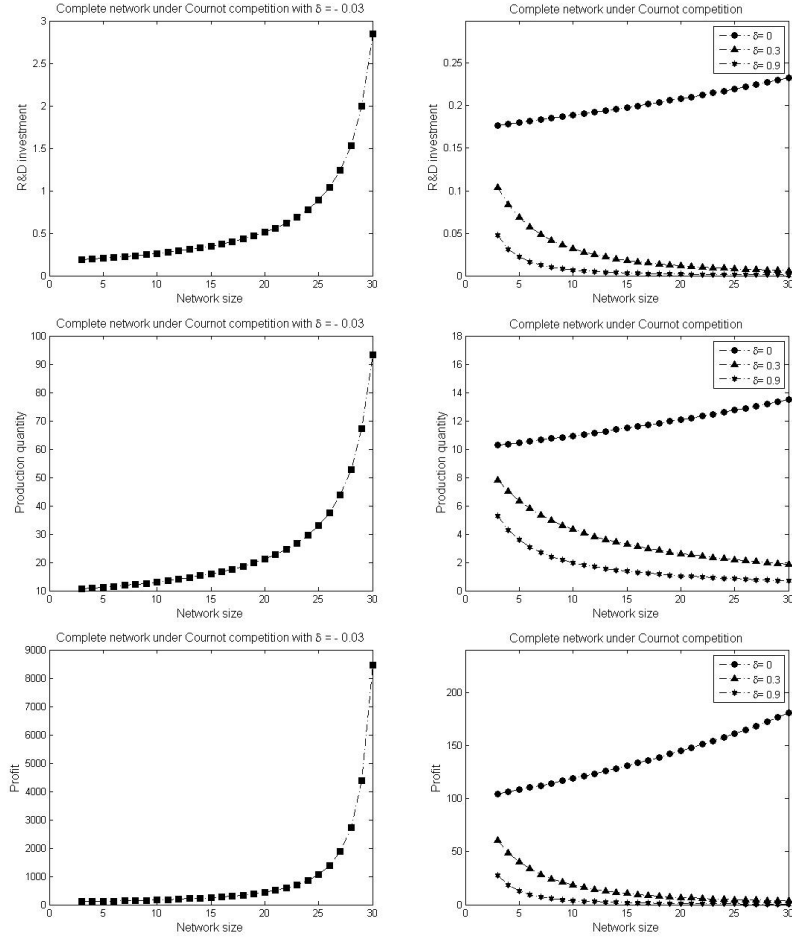 Complete network under Cournot competition with δ = - 0.03
3
2.5
2
1.5
1
0.5
0
R&D investment
0 5 10 15 20 25 30
Network size
Complete network under Cournot competition
0.25
0.2
0.15
0.1
0.05
0
R&D investment
δ= 0
δ= 0.3
δ= 0.9
0 5 10 15 20 25 30
Network size
Complete network under Cournot competition with δ = - 0.03
100
90
80
70
60
50
40
30
20
10
Production quantity
0 5 10 15 20 25 30
Network size
Complete network under Cournot competition
18
16
14
12
10
8
6
4
2
0
Production quantity
δ= 0
δ= 0.3
δ= 0.9
0 5 10 15 20 25 30
Network size
Complete network under Cournot competition with δ = - 0.03
9000
8000
7000
6000
5000
4000
3000
2000
1000
0
Profit
0 5 10 15 20 25 30
Network size
Complete network under Cournot competition
200
150
100
50
0
Profit
δ= 0
δ= 0.3
δ= 0.9
0 5 10 15 20 25 30
Network size